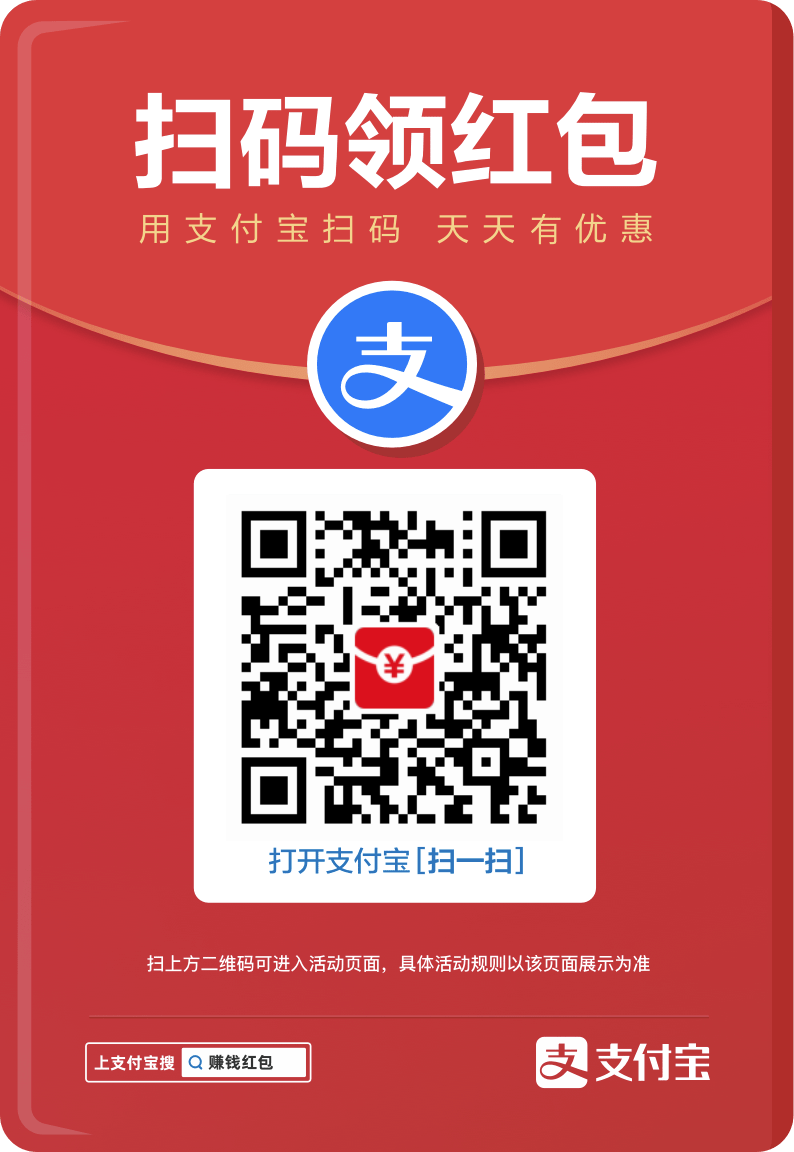 扫码领红包
用支付宝扫码 天天有优惠
支
¥
打开支付宝[扫一扫]
扫上方二维码可进入活动页面，具体活动规则以该页面展示为准
上支付宝搜 赚钱红包
支 支付宝